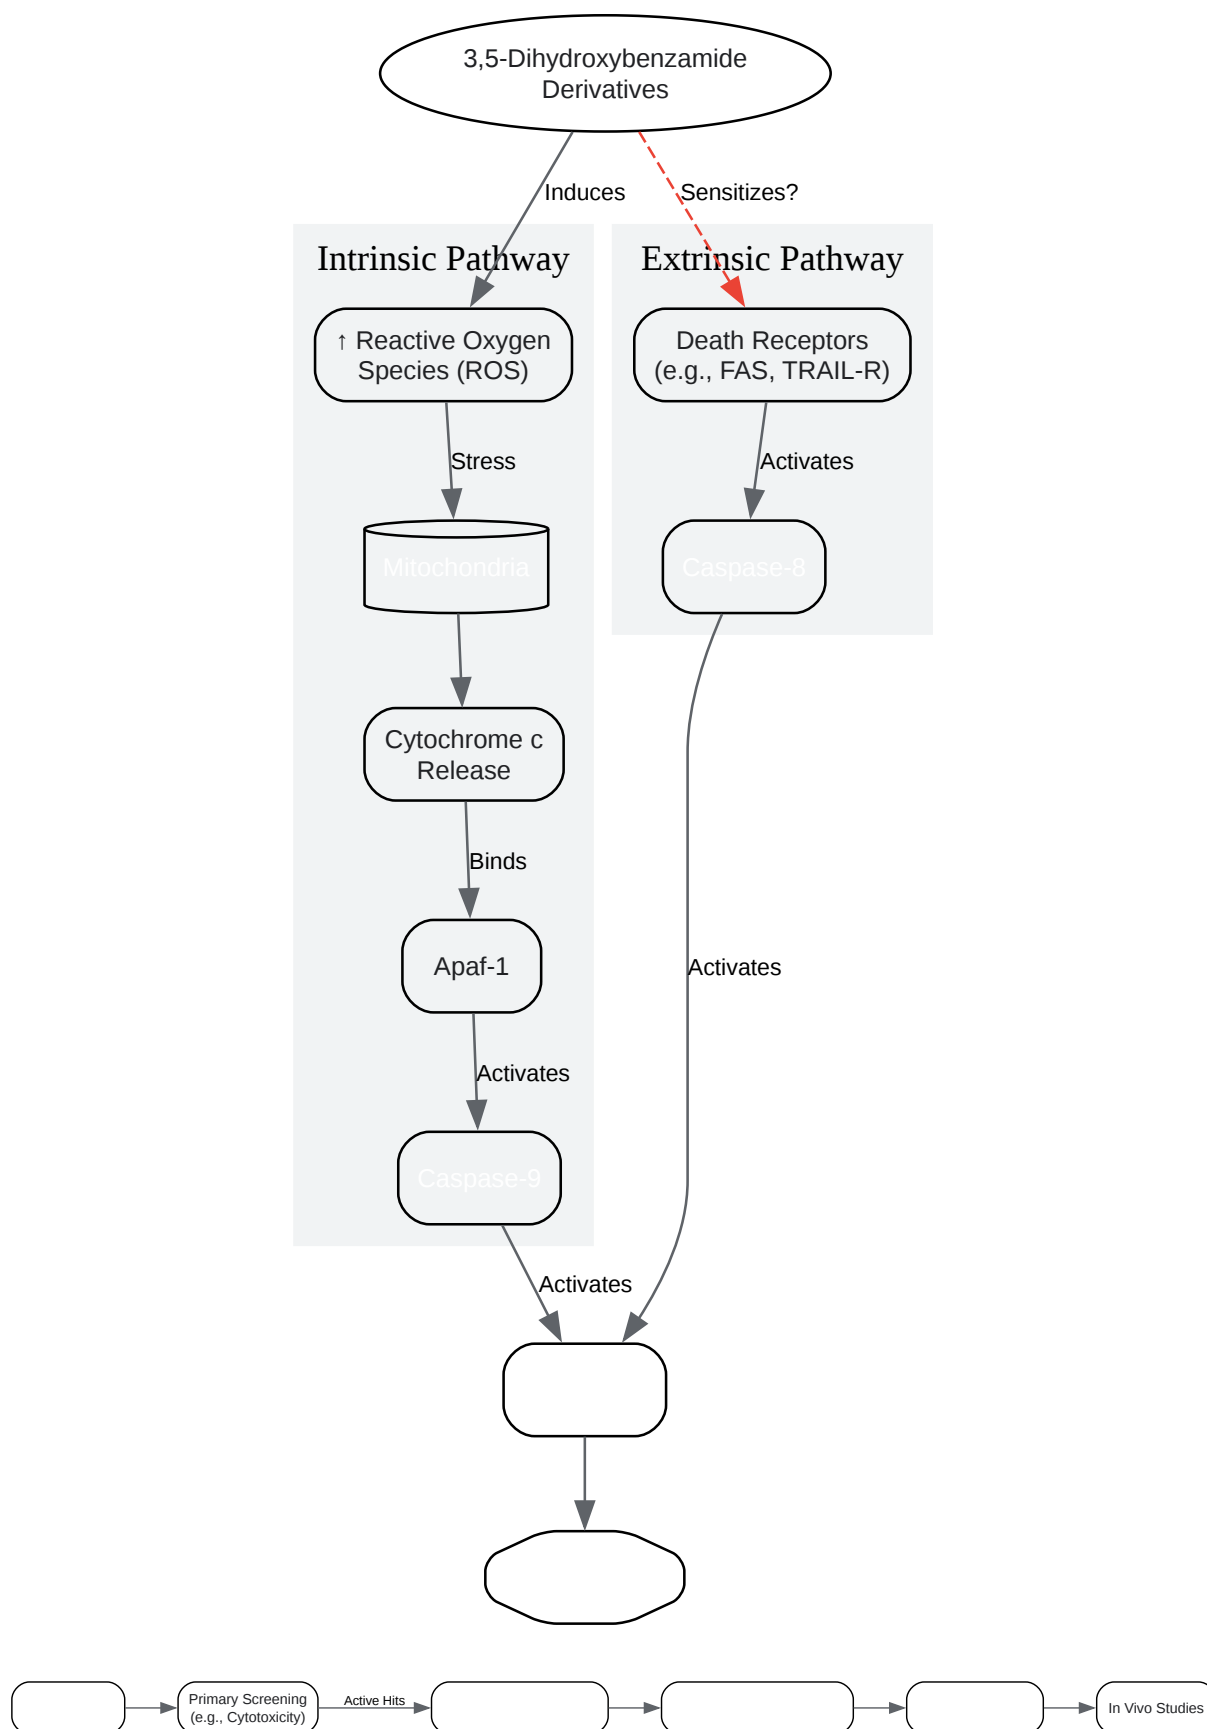 3,5-Dihydroxybenzamide
Derivatives
Induces
Sensitizes?
Intrinsic Pathway
Extrinsic Pathway
↑ Reactive Oxygen
Species (ROS)
Death Receptors
(e.g., FAS, TRAIL-R)
Stress
Activates
Mitochondria
Caspase-8
Cytochrome c
Release
Binds
Apaf-1
Activates
Activates
Caspase-9
Activates
Primary Screening
(e.g., Cytotoxicity)
Active Hits
In Vivo Studies